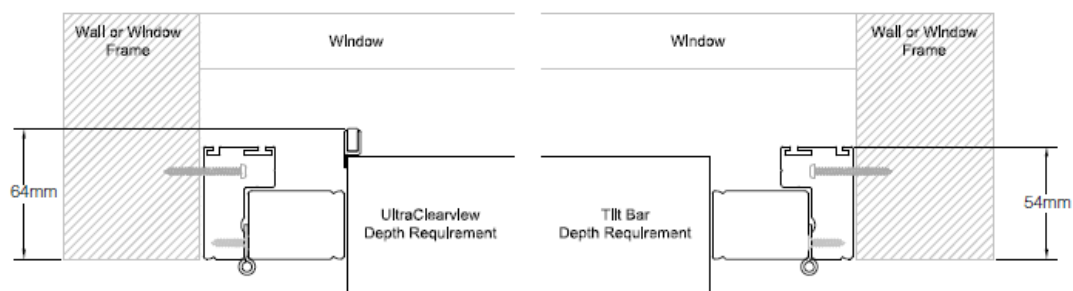 Wall or Window
Frame
Window
Window
Wall or Window
Frame
64mm
UltraClearview
Depth Requirement
Tilt Bar
Depth Requirement
54mm